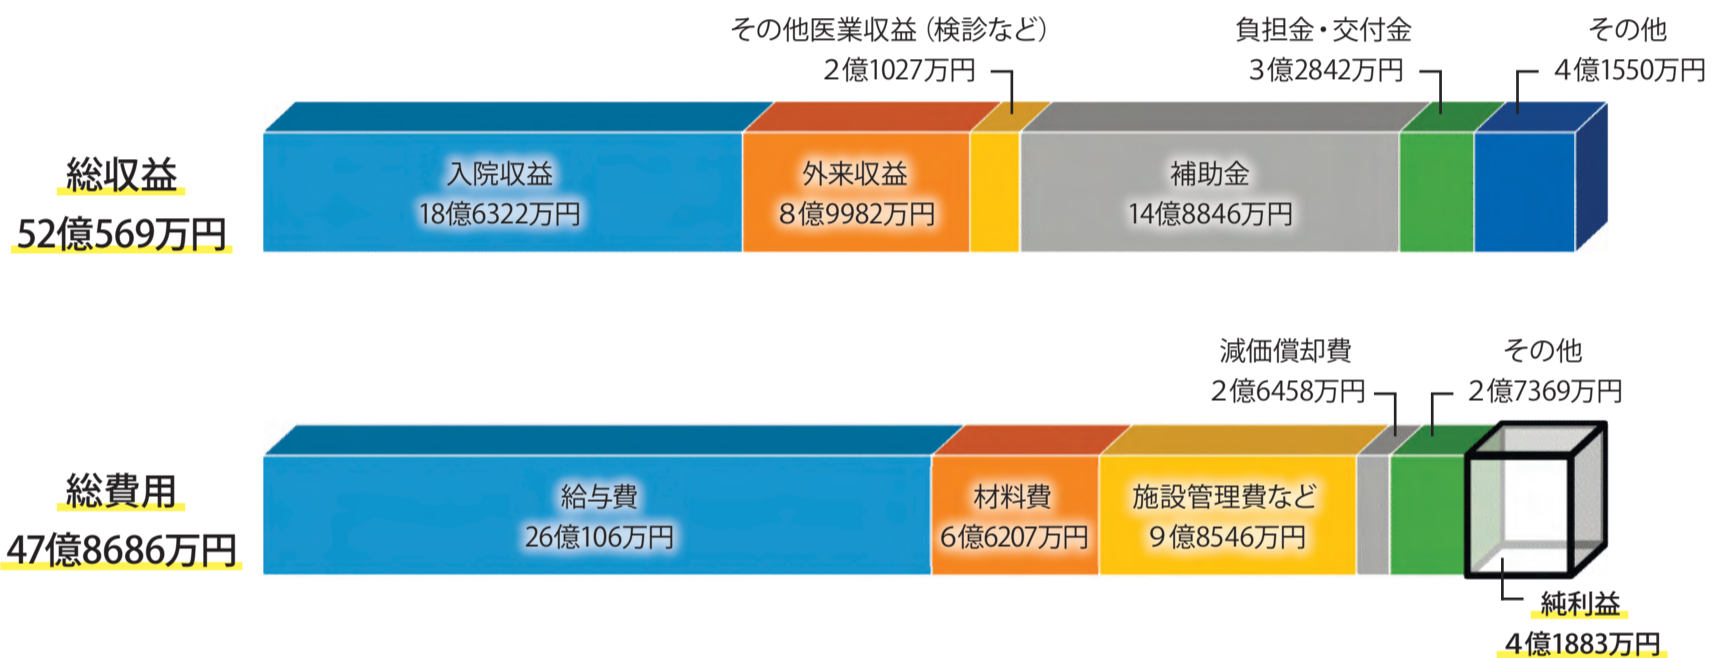 その他医業収益（検診など）
2億1027万円
負担金・交付金
3億2842万円
その他
4億1550万円
総収益
52億569万円
入院収益
18億6322万円
外来収益
8億9982万円
補助金
14億8846万円
減価償却費
2億6458万円
その他
2億7369万円
総費用
47億8686万円
給与費
26億106万円
材料費
6億6207万円
施設管理費など
9億8546万円
純利益
4億1883万円